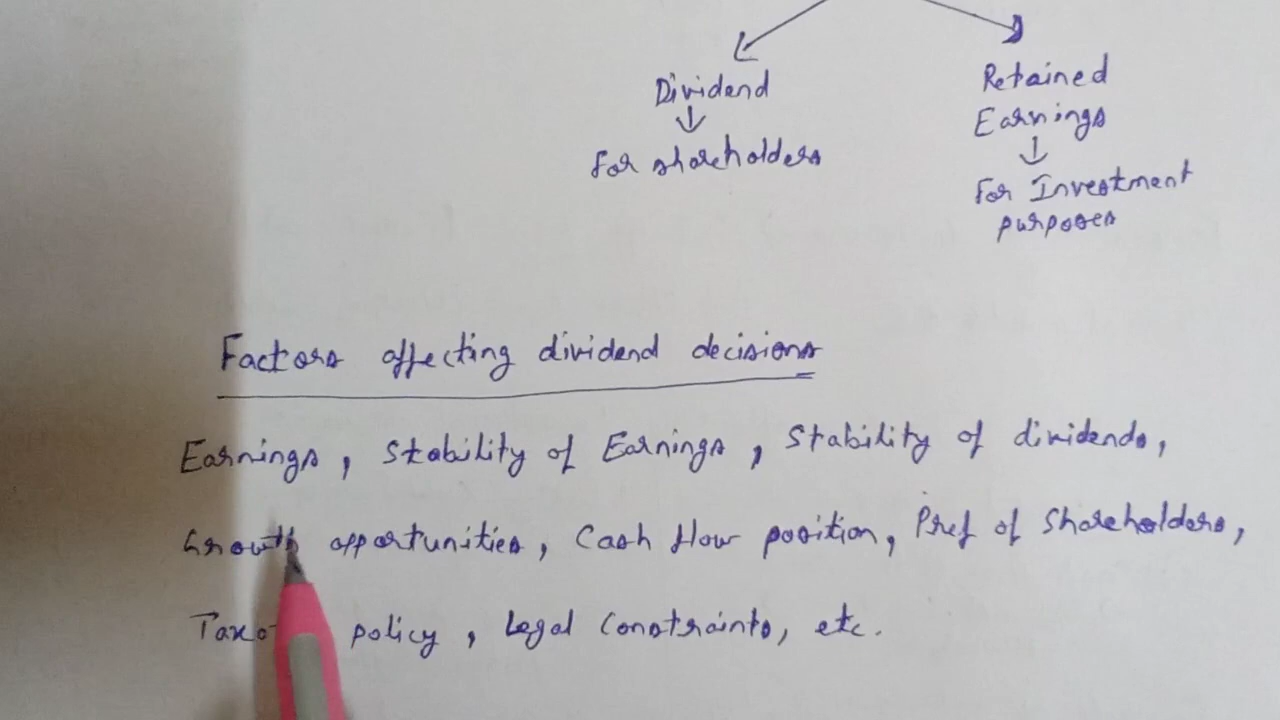 Dividend
↓
For shareholders
Retained
Earnings
↓
For Investment
purposes
Factors affecting dividend decisions
Earnings, Stability of Earnings, Stability of dividends,
Growth opportunities, Cash flow position, Pref of Shareholders,
policy, Legal Constraints, etc.